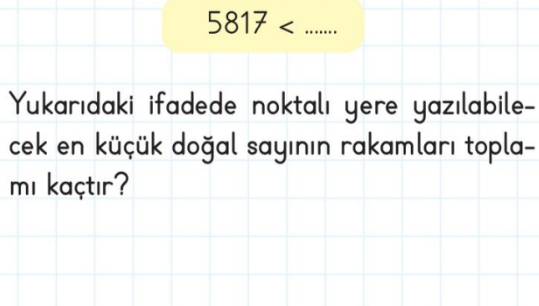 5817 < .......
Yukarıdaki ifadede noktalı yere yazılabile-
cek en küçük doğal sayının rakamları topla-
mı kaçtır?